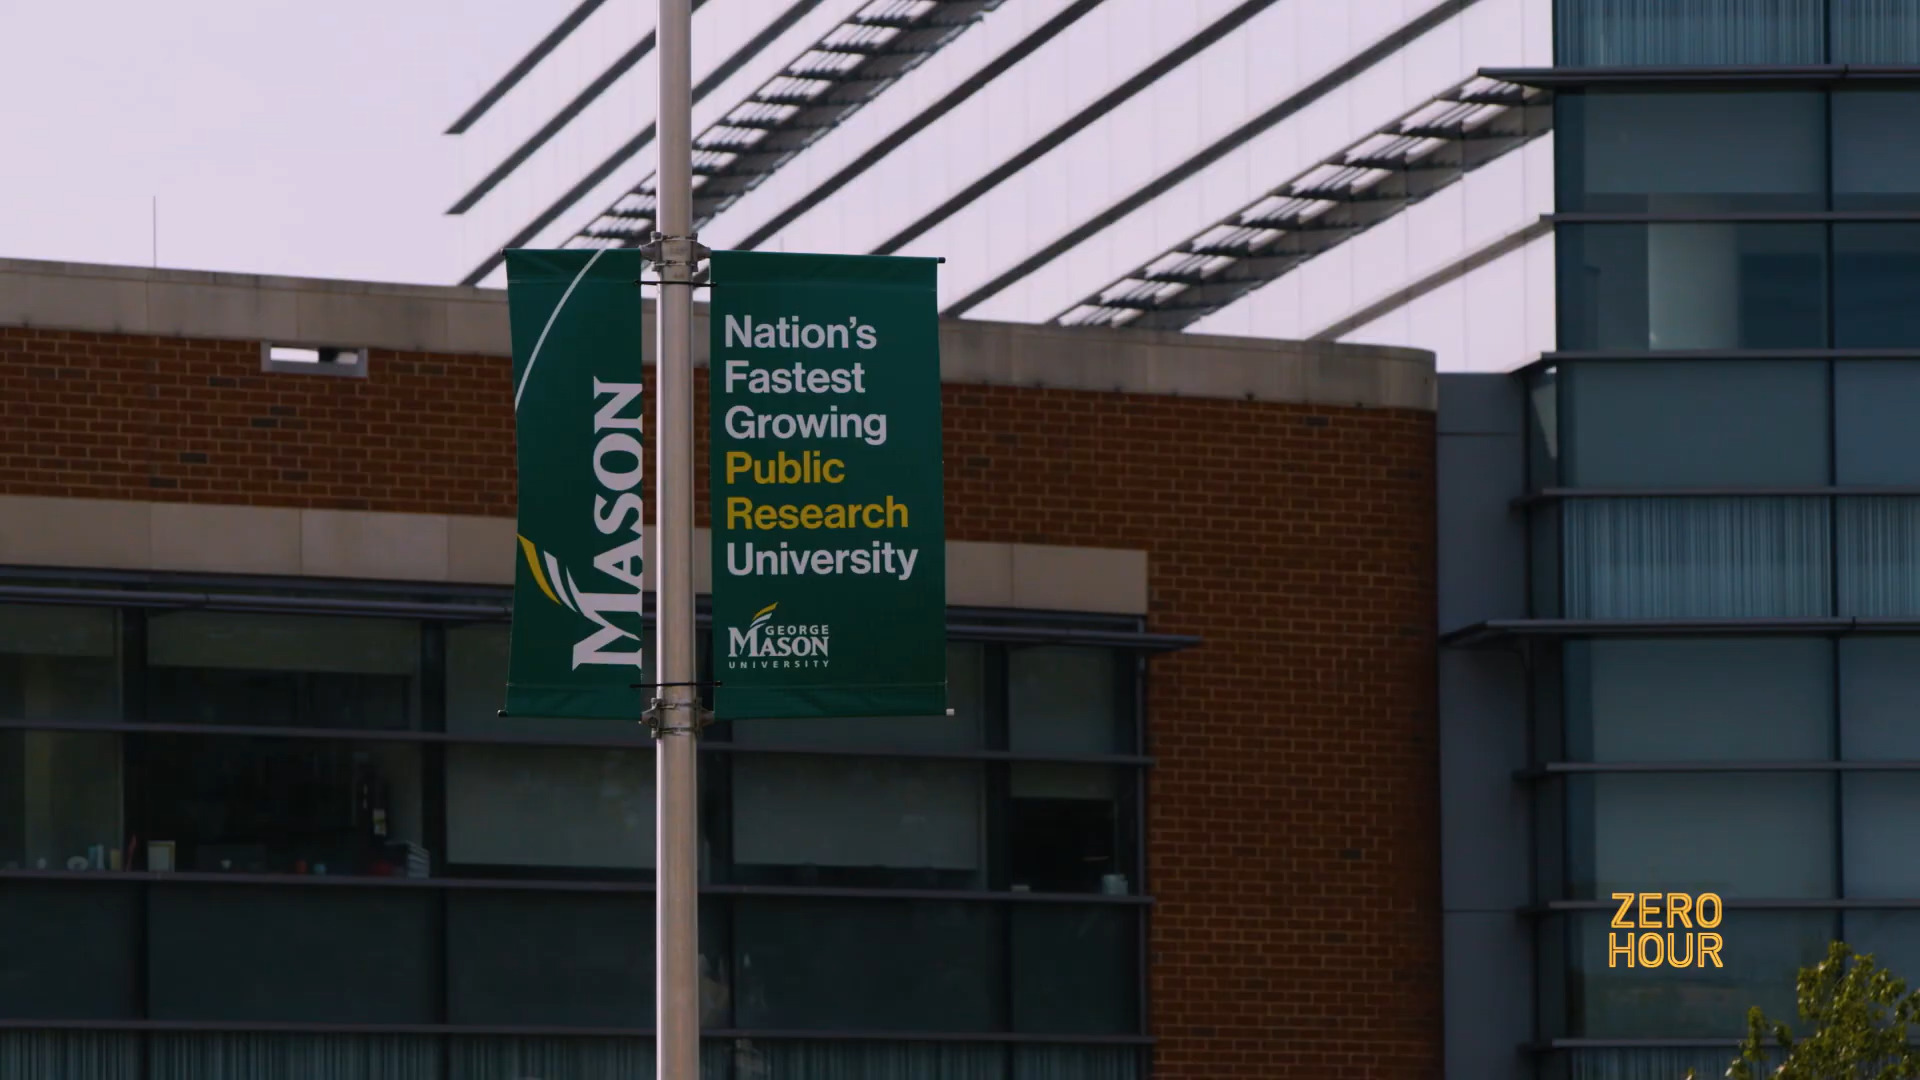 MASON
Nation's
Fastest
Growing
Public
Research
University
GEORGE
MASON
UNIVERSITY
ZERO
HOUR